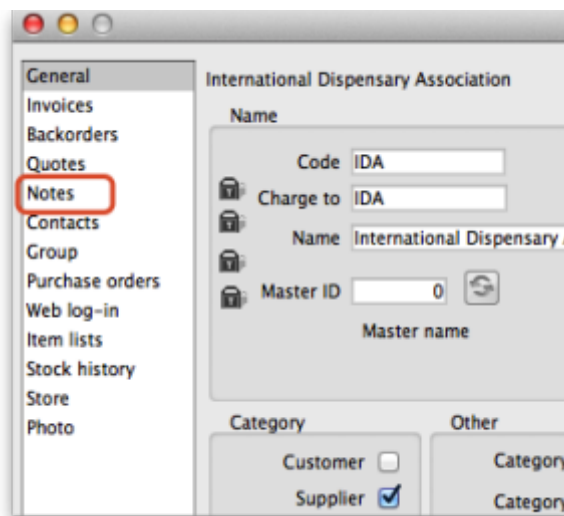 General
Invoices
Backorders
Quotes
Notes
Contacts
Group
Purchase orders
Web log-in
Item lists
Stock history
Store
Photo
International Dispensary Association
Name
Code IDA
Charge to IDA
Name International Dispensary
Master ID 0
Master name
Category
Customer
Supplier
Other
Category
Category